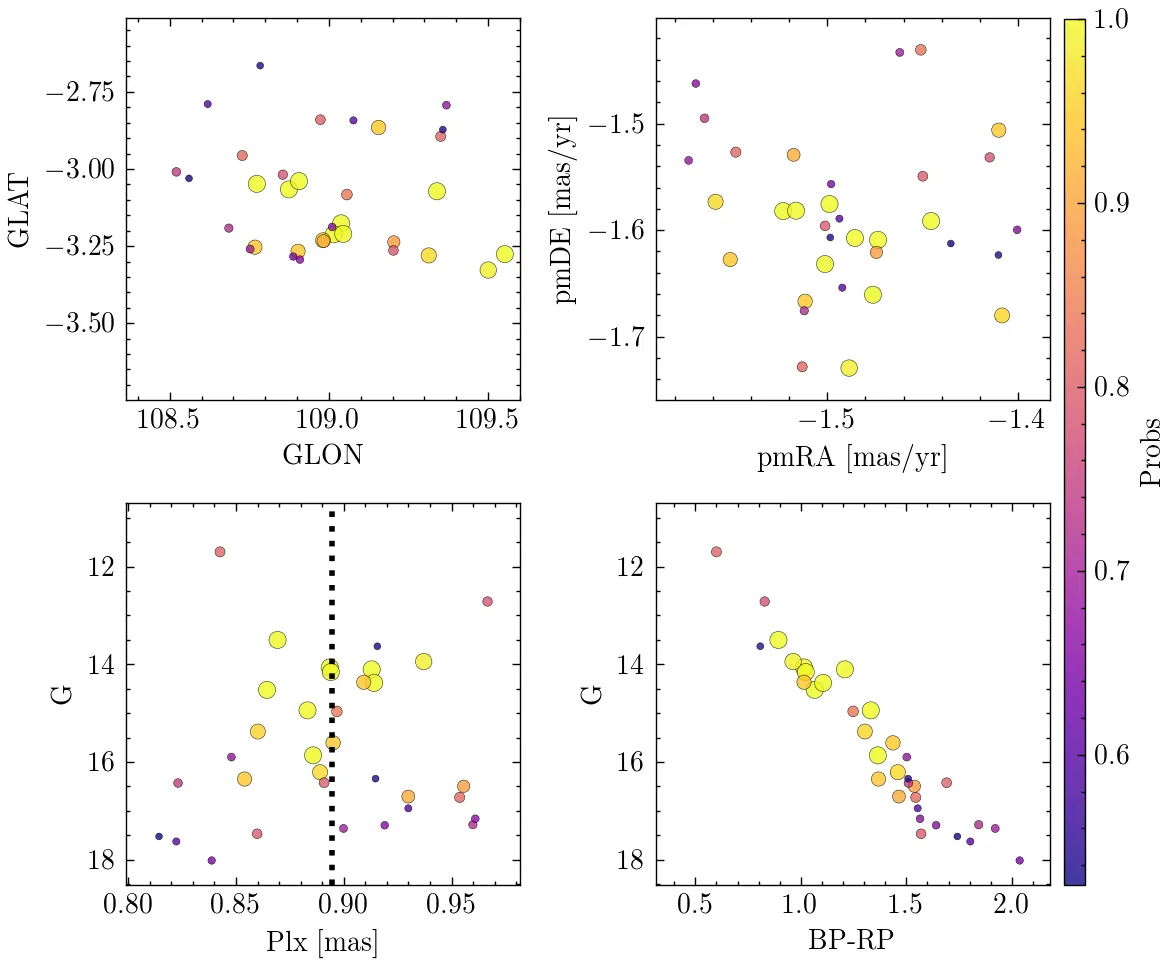 −2.75
−3.00
−3.25
−3.50
GLAT
108.5 109.0 109.5
GLON
−1.5
−1.6
−1.7
pmDE [mas/yr]
−1.5 −1.4
pmRA [mas/yr]
12
14
16
18
G
0.80 0.85 0.90 0.95
Plx [mas]
12
14
16
18
G
0.5 1.0 1.5 2.0
BP-RP
1.0
0.9
0.8
0.7
0.6
Probs